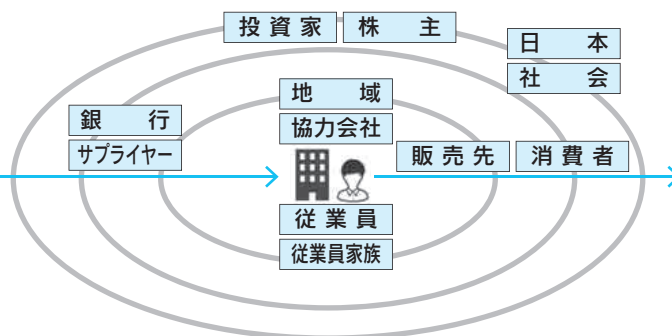 投資家
株主
日本
社会
地域
協力会社
銀行
サプライヤー
販売先
消費者
従業員
従業員家族